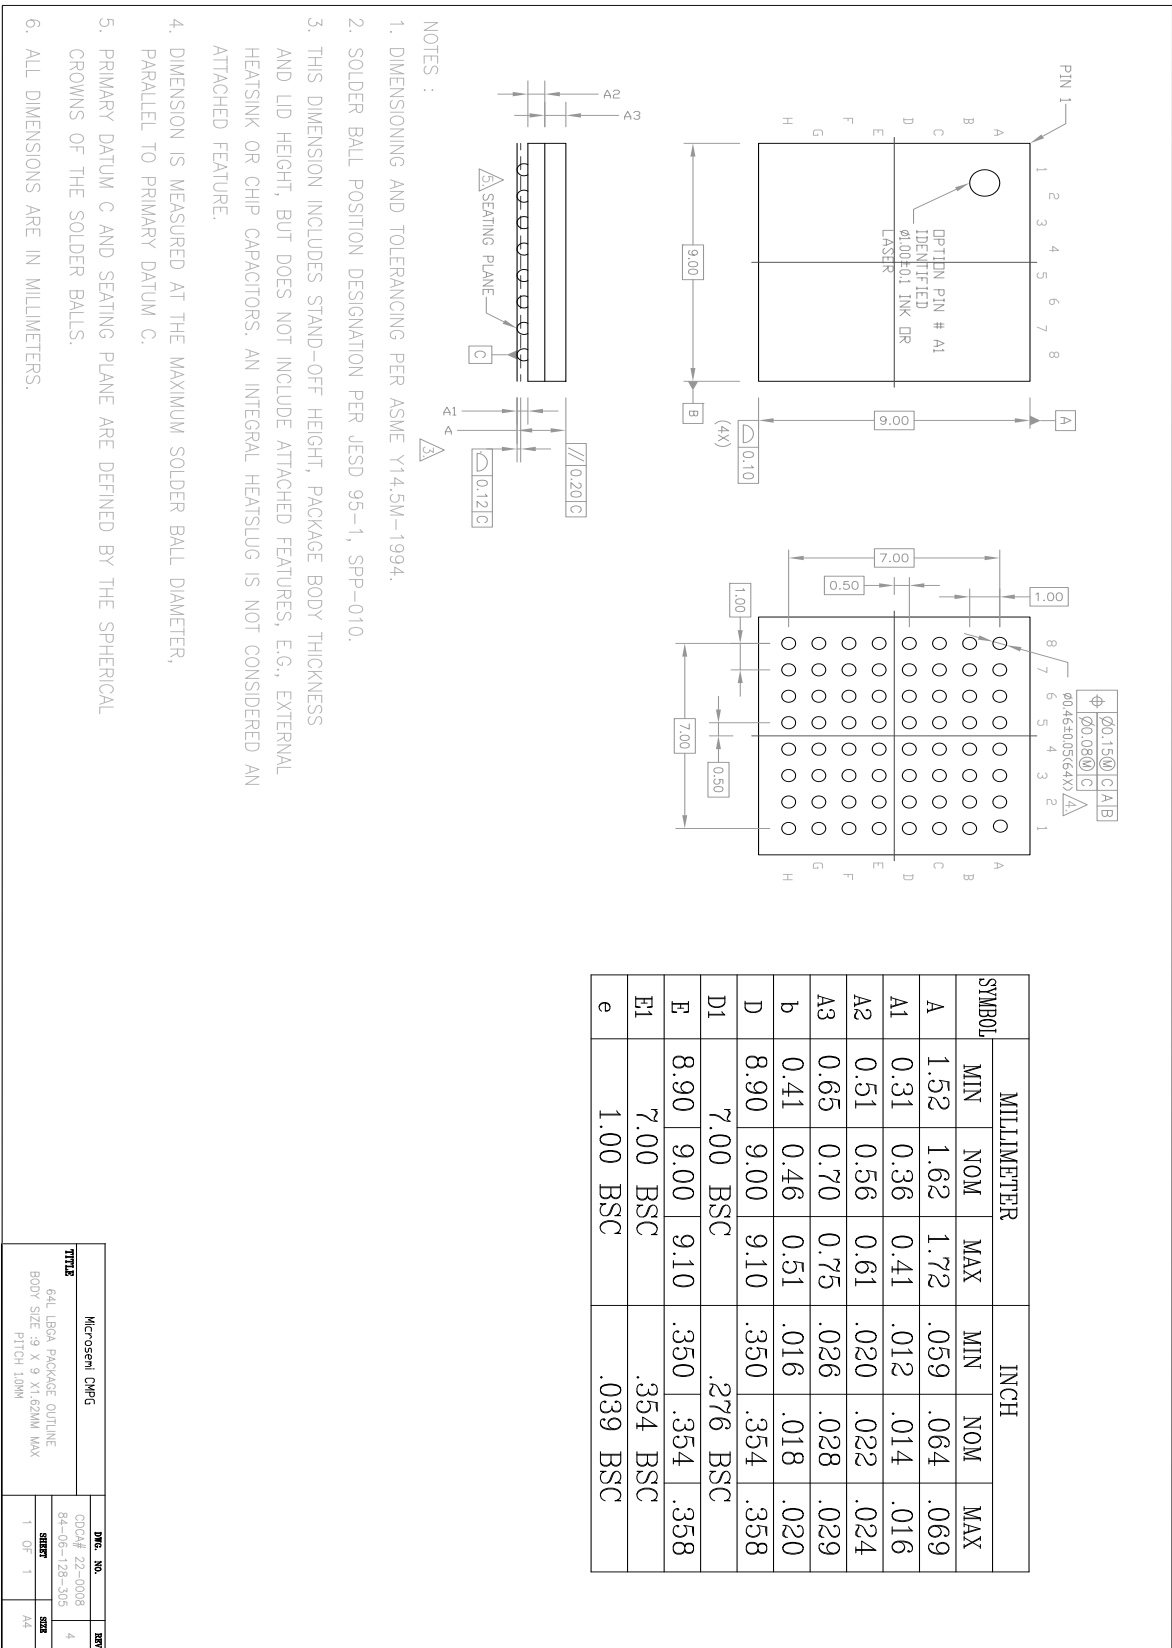 PIN 1
1 2 3 4 5 6 7 8
A
B
C
D
E
F
G
H
OPTION PIN # A1
IDENTIFIED
Ø1.00±0.1 INK OR
LASER
9.00
B
9.00
A
⌓ 0.10
(4X)
7.00
0.50
1.00
1.00
7.00
0.50
⌖ Ø0.15Ⓜ C A B
Ø0.08Ⓜ C
Ø0.46±0.05(64X) 4.
8 7 6 5 4 3 2 1
A
B
C
D
E
F
G
H
A2
A3
5. SEATING PLANE
C
A1
A
3.
// 0.20 C
⌓ 0.12 C
NOTES :
1. DIMENSIONING AND TOLERANCING PER ASME Y14.5M-1994.
2. SOLDER BALL POSITION DESIGNATION PER JESD 95-1, SPP-010.
3. THIS DIMENSION INCLUDES STAND-OFF HEIGHT, PACKAGE BODY THICKNESS
AND LID HEIGHT, BUT DOES NOT INCLUDE ATTACHED FEATURES, E.G., EXTERNAL
HEATSINK OR CHIP CAPACITORS. AN INTEGRAL HEATSLUG IS NOT CONSIDERED AN
ATTACHED FEATURE.
4. DIMENSION IS MEASURED AT THE MAXIMUM SOLDER BALL DIAMETER,
PARALLEL TO PRIMARY DATUM C.
5. PRIMARY DATUM C AND SEATING PLANE ARE DEFINED BY THE SPHERICAL
CROWNS OF THE SOLDER BALLS.
6. ALL DIMENSIONS ARE IN MILLIMETERS.
SYMBOL MILLIMETER INCH
MIN NOM MAX MIN NOM MAX
A 1.52 1.62 1.72 .059 .064 .069
A1 0.31 0.36 0.41 .012 .014 .016
A2 0.51 0.56 0.61 .020 .022 .024
A3 0.65 0.70 0.75 .026 .028 .029
b 0.41 0.46 0.51 .016 .018 .020
D 8.90 9.00 9.10 .350 .354 .358
D1 7.00 BSC .276 BSC
E 8.90 9.00 9.10 .350 .354 .358
E1 7.00 BSC .354 BSC
e 1.00 BSC .039 BSC
Microsemi CMPG
TITLE
64L LBGA PACKAGE OUTLINE
BODY SIZE :9 X 9 X1.62MM MAX
PITCH 1.0MM
DWG. NO.
CDCA# 22-0008
84-06-128-305
REV
4
SHEET
1 OF 1
SIZE
A4